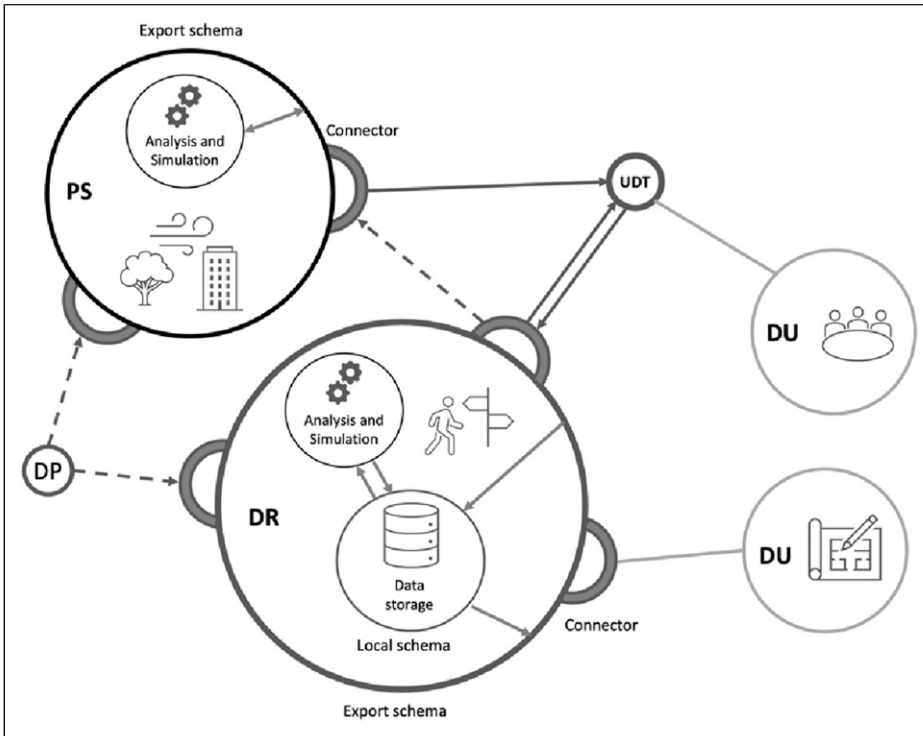 Export schema
Analysis and
Simulation
Connector
PS
UDT
DU
Analysis and
Simulation
DP
DR
DU
Data
storage
Local schema
Connector
Export schema